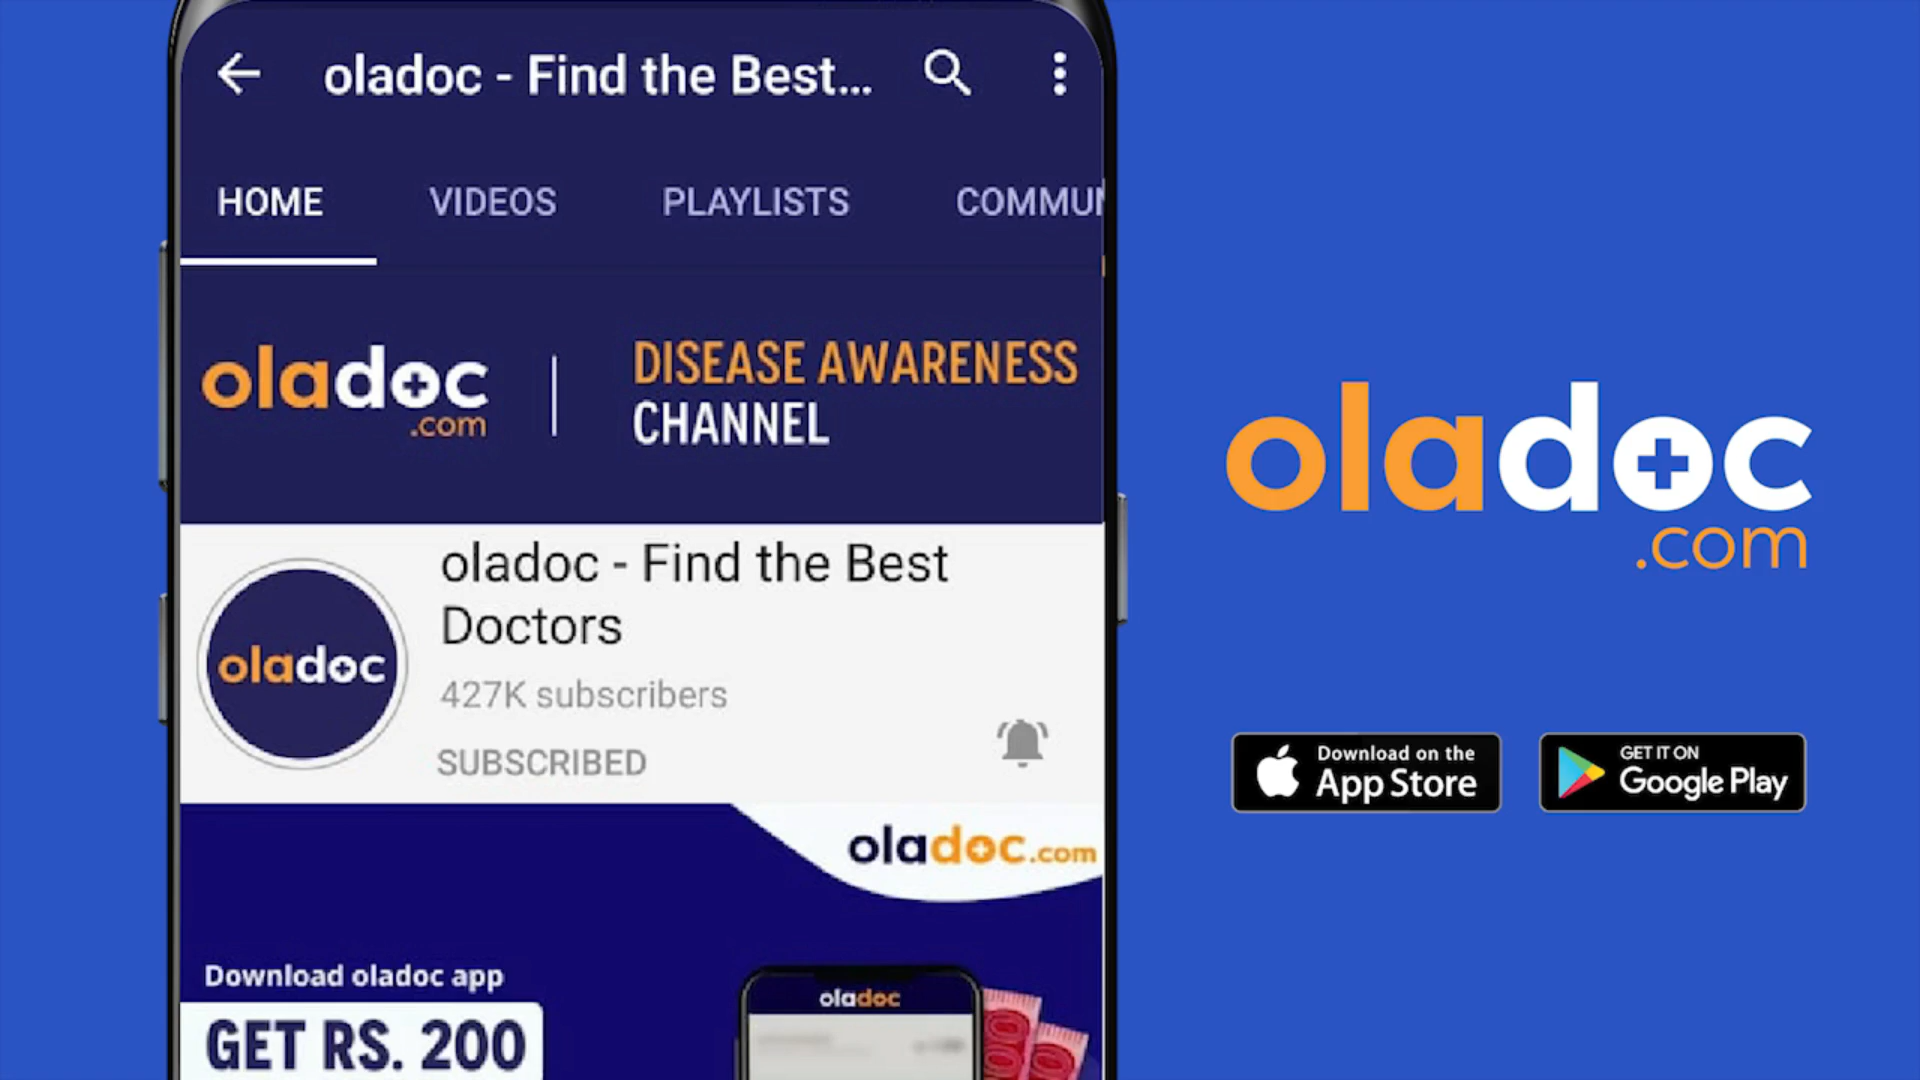 oladoc - Find the Best...
HOME VIDEOS PLAYLISTS COMMUN
oladoc
.com
DISEASE AWARENESS
CHANNEL
oladoc - Find the Best
Doctors
oladoc
427K subscribers
SUBSCRIBED
oladoc.com
Download oladoc app
GET RS. 200
oladoc
oladoc
.com
Download on the
App Store
GET IT ON
Google Play